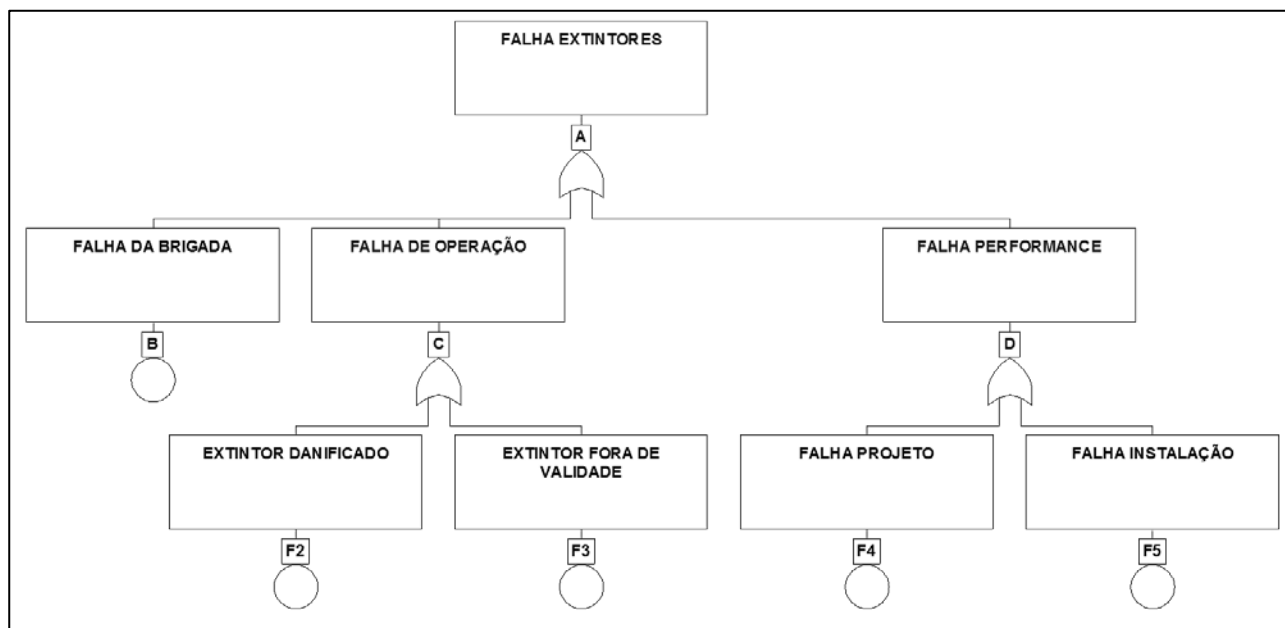 FALHA EXTINTORES
A
FALHA DA BRIGADA
FALHA DE OPERAÇÃO
FALHA PERFORMANCE
B
C
D
EXTINTOR DANIFICADO
EXTINTOR FORA DE
VALIDADE
FALHA PROJETO
FALHA INSTALAÇÃO
F2
F3
F4
F5